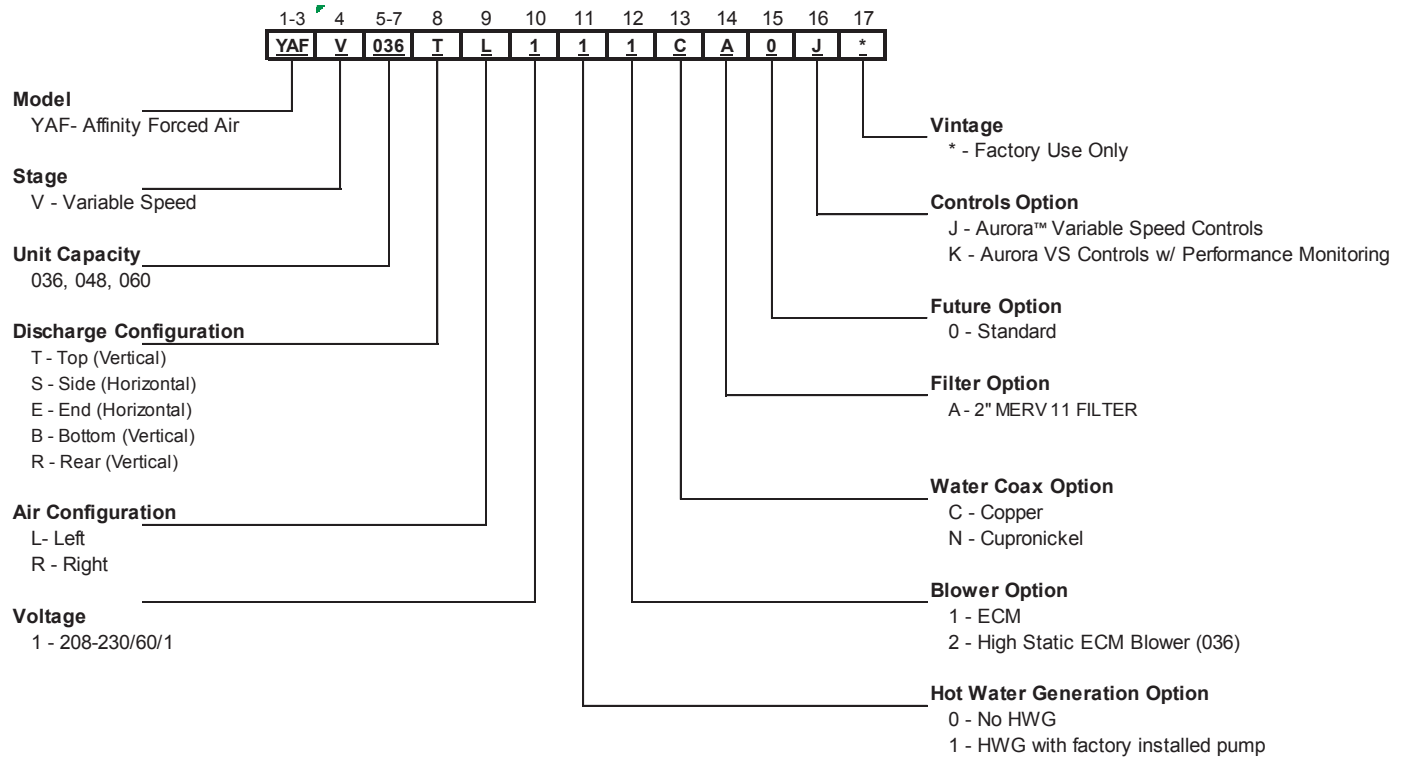 1-3 4 5-7 8 9 10 11 12 13 14 15 16 17
YAF V 036 T L 1 1 1 C A 0 J *
Model
YAF- Affinity Forced Air
Stage
V - Variable Speed
Unit Capacity
036, 048, 060
Discharge Configuration
T - Top (Vertical)
S - Side (Horizontal)
E - End (Horizontal)
B - Bottom (Vertical)
R - Rear (Vertical)
Air Configuration
L- Left
R - Right
Voltage
1 - 208-230/60/1
Vintage
* - Factory Use Only
Controls Option
J - Aurora™ Variable Speed Controls
K - Aurora VS Controls w/ Performance Monitoring
Future Option
0 - Standard
Filter Option
A - 2" MERV 11 FILTER
Water Coax Option
C - Copper
N - Cupronickel
Blower Option
1 - ECM
2 - High Static ECM Blower (036)
Hot Water Generation Option
0 - No HWG
1 - HWG with factory installed pump